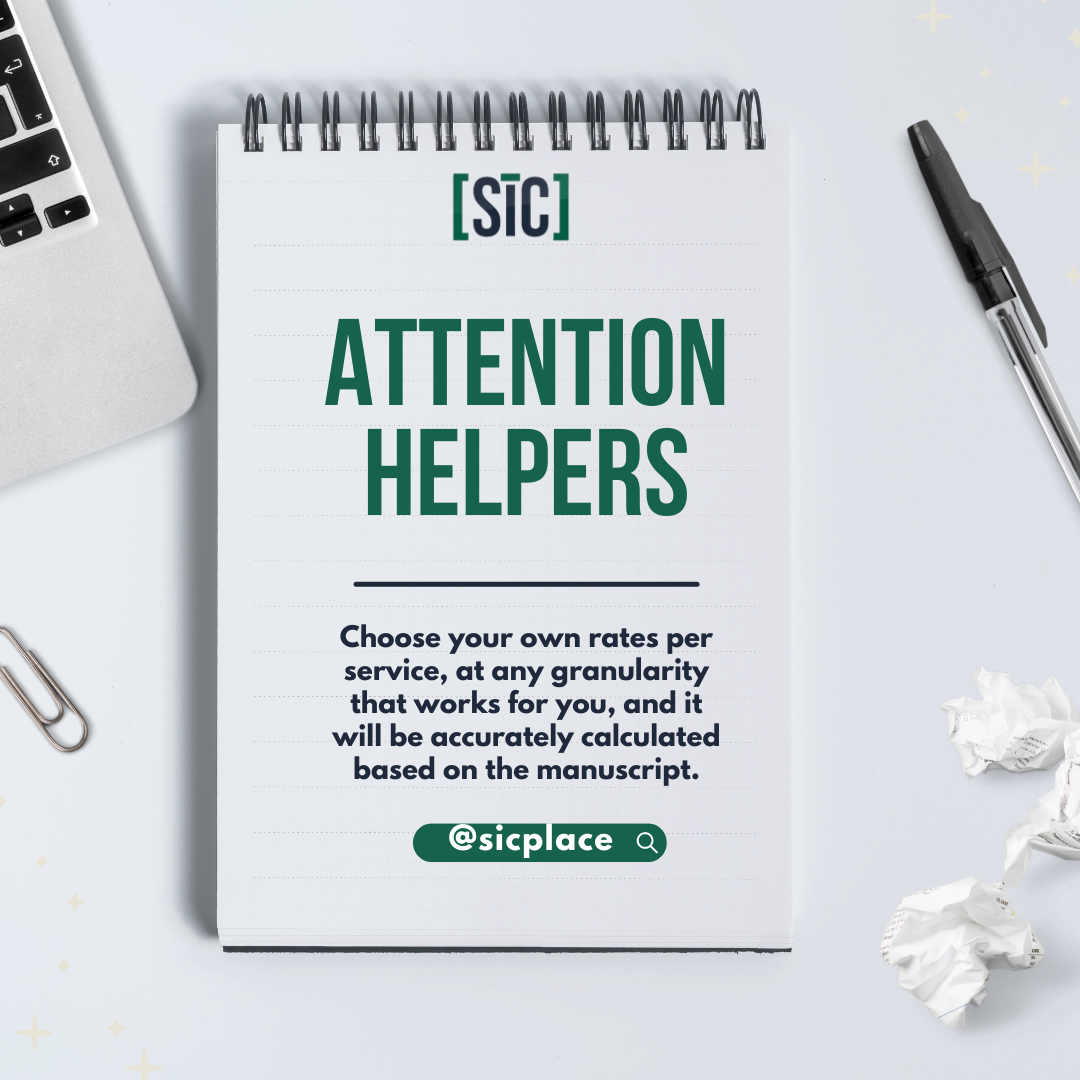 [SīC]
ATTENTION
HELPERS
Choose your own rates per
service, at any granularity
that works for you, and it
will be accurately calculated
based on the manuscript.
@sicplace